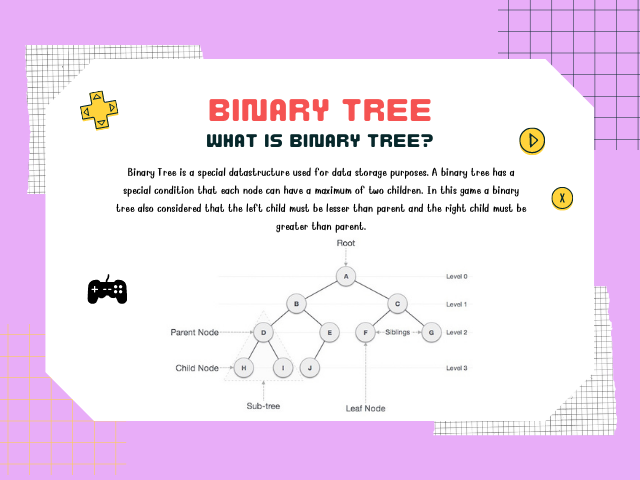 BINARY TREE
WHAT IS BINARY TREE?
Binary Tree is a special datastructure used for data storage purposes. A binary tree has a
special condition that each node can have a maximum of two children. In this game a binary
tree also considered that the left child must be lesser than parent and the right child must be
greater than parent.
X
Root
A Level 0
B C Level 1
Parent Node D E F Siblings G Level 2
Child Node H I J Level 3
Sub-tree Leaf Node